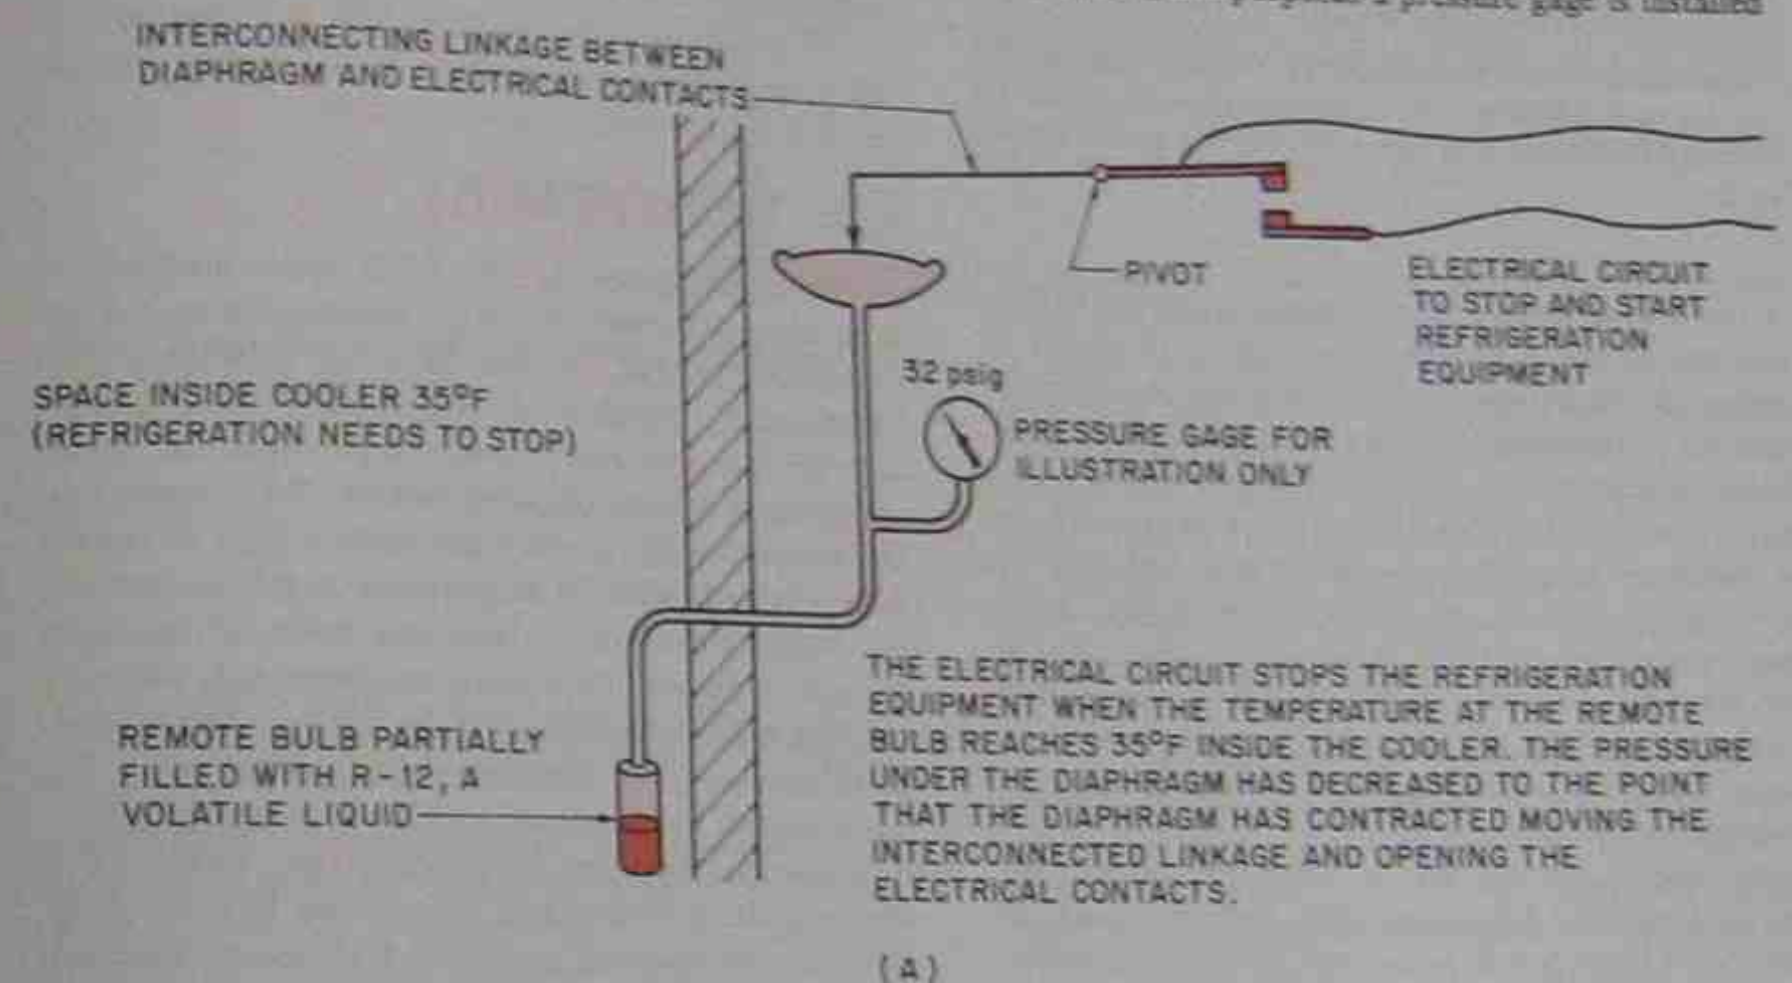 pressure gage is installed
INTERCONNECTING LINKAGE BETWEEN
DIAPHRAGM AND ELECTRICAL CONTACTS
PIVOT
ELECTRICAL CIRCUIT
TO STOP AND START
REFRIGERATION
EQUIPMENT
32 psig
PRESSURE GAGE FOR
ILLUSTRATION ONLY
SPACE INSIDE COOLER 35°F
(REFRIGERATION NEEDS TO STOP)
REMOTE BULB PARTIALLY
FILLED WITH R-12, A
VOLATILE LIQUID
THE ELECTRICAL CIRCUIT STOPS THE REFRIGERATION
EQUIPMENT WHEN THE TEMPERATURE AT THE REMOTE
BULB REACHES 35°F INSIDE THE COOLER. THE PRESSURE
UNDER THE DIAPHRAGM HAS DECREASED TO THE POINT
THAT THE DIAPHRAGM HAS CONTRACTED MOVING THE
INTERCONNECTED LINKAGE AND OPENING THE
ELECTRICAL CONTACTS.
(A)